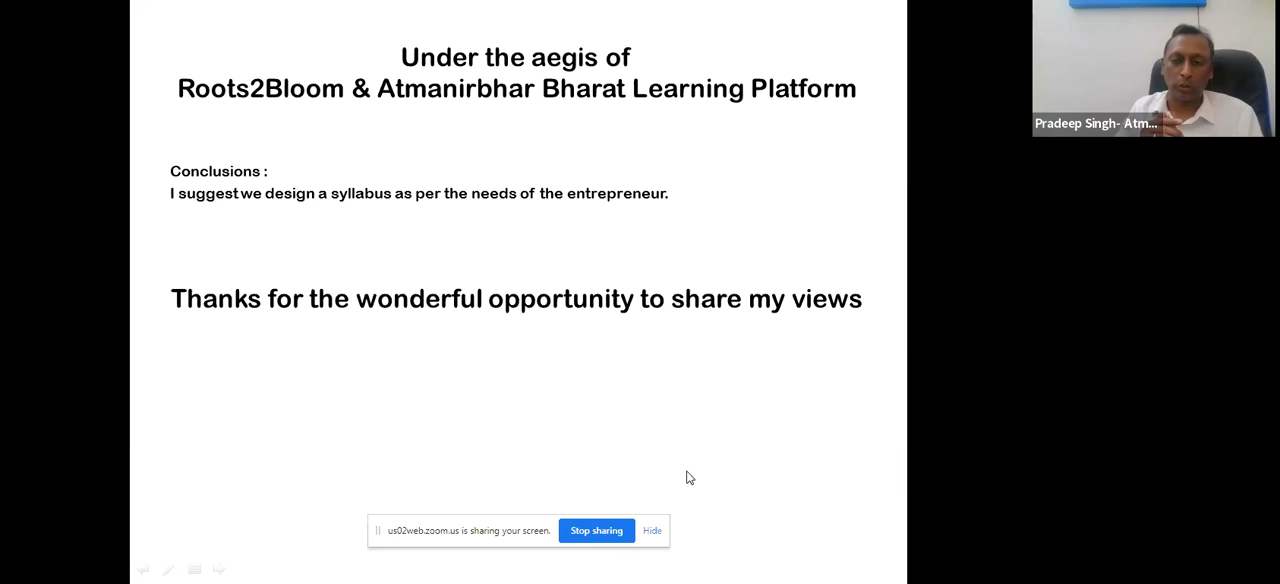 Under the aegis of
Roots2Bloom & Atmanirbhar Bharat Learning Platform
Pradeep Singh- Atm...
Conclusions :
I suggest we design a syllabus as per the needs of the entrepreneur.
Thanks for the wonderful opportunity to share my views
us02web.zoom.us is sharing your screen.
Stop sharing
Hide